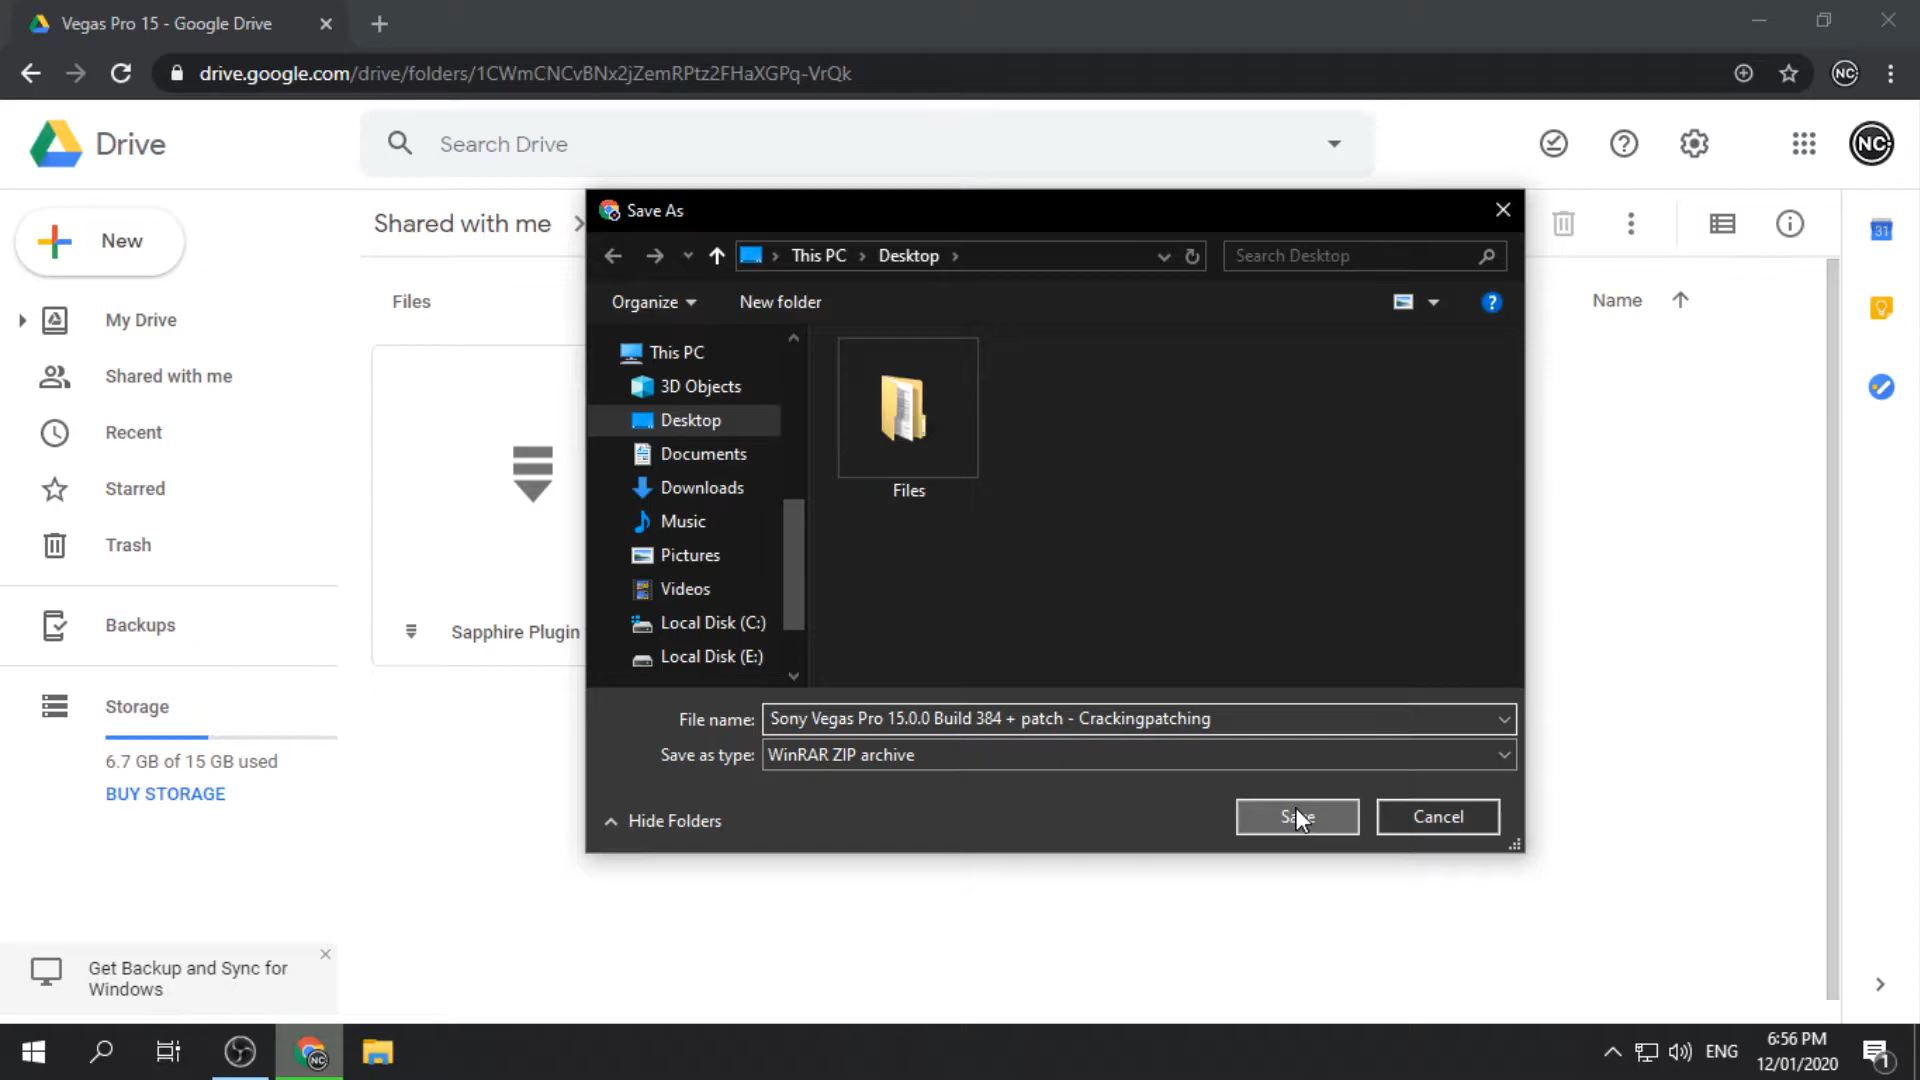 Vegas Pro 15 - Google Drive
drive.google.com/drive/folders/1CWmCNCvBNx2jZemRPtz2FHaXGPq-VrQk
NC
Drive
Search Drive
NC
New
Shared with me
Files
Name
My Drive
Shared with me
Recent
Starred
Trash
Backups
Storage
6.7 GB of 15 GB used
BUY STORAGE
Sapphire Plugin
Get Backup and Sync for
Windows
31
Save As
This PC
Desktop
Search Desktop
Organize
New folder
This PC
3D Objects
Desktop
Documents
Downloads
Music
Pictures
Videos
Local Disk (C:)
Local Disk (E:)
Files
File name: Sony Vegas Pro 15.0.0 Build 384 + patch - Crackingpatching
Save as type: WinRAR ZIP archive
Hide Folders
Save
Cancel
NC
ENG
6:56 PM
12/01/2020
1